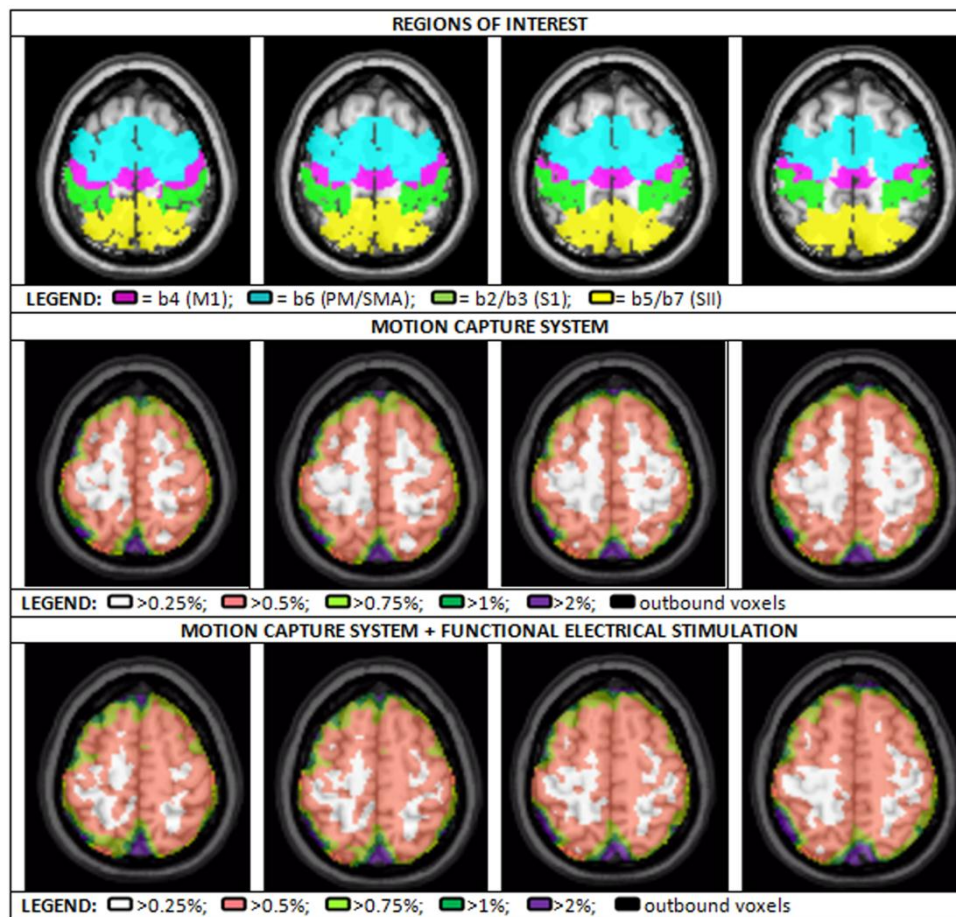 REGIONS OF INTEREST
LEGEND: = b4 (M1); = b6 (PM/SMA); = b2/b3 (S1); = b5/b7 (SII)
MOTION CAPTURE SYSTEM
LEGEND: >0.25%; >0.5%; >0.75%; >1%; >2%; outbound voxels
MOTION CAPTURE SYSTEM + FUNCTIONAL ELECTRICAL STIMULATION
LEGEND: >0.25%; >0.5%; >0.75%; >1%; >2%; outbound voxels